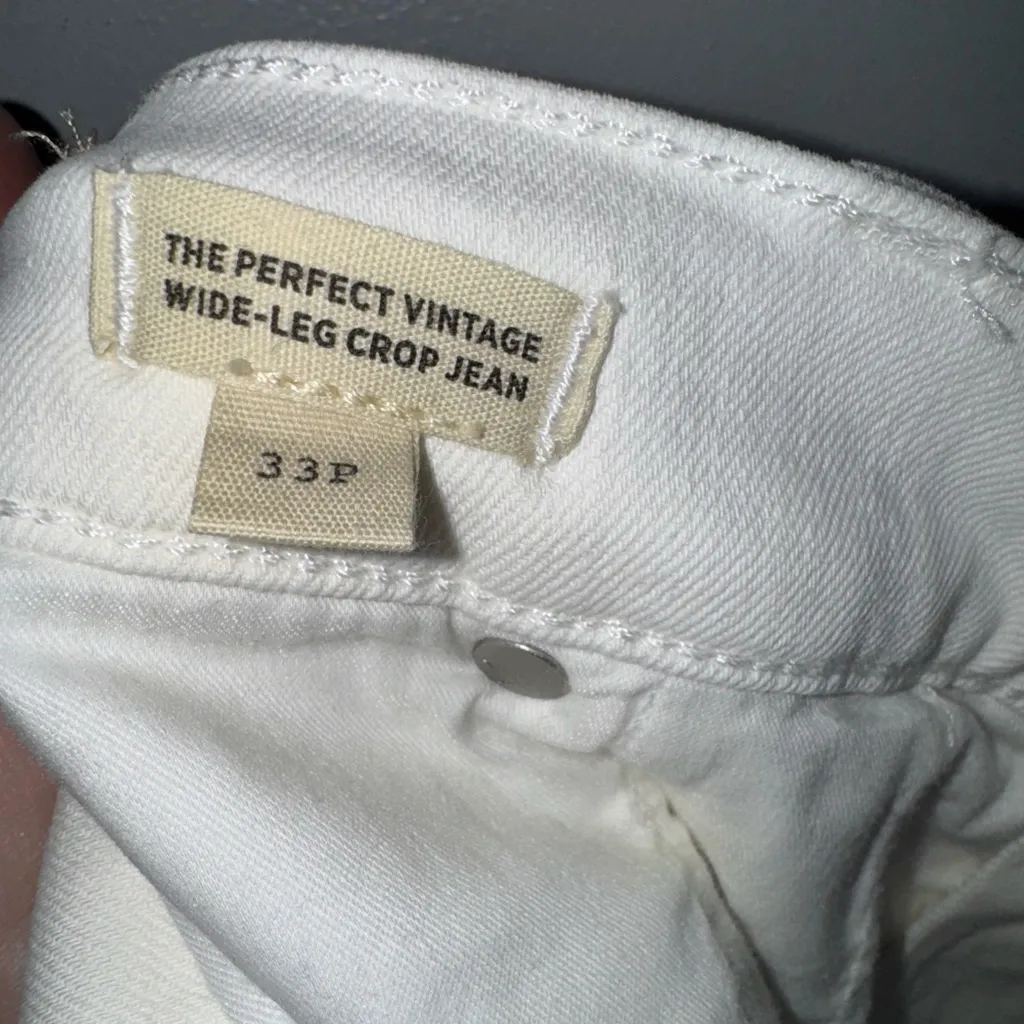 THE PERFECT VINTAGE
WIDE-LEG CROP JEAN
33P